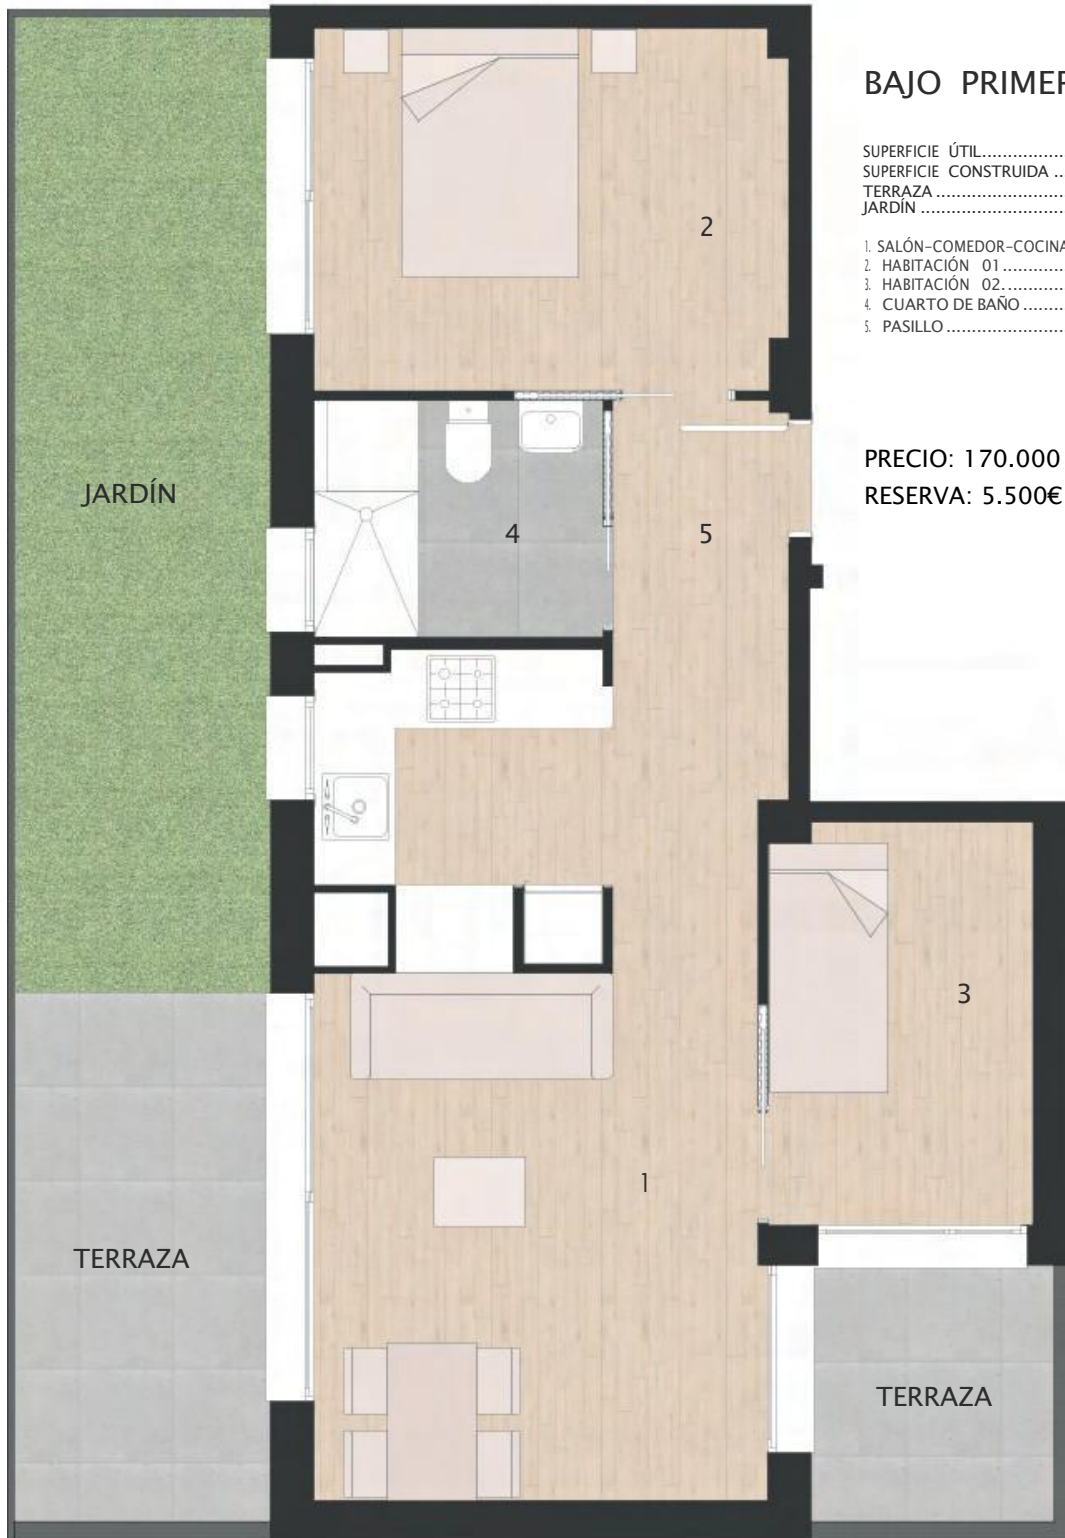 BAJO PRIMER
SUPERFICIE ÚTIL.................
SUPERFICIE CONSTRUIDA ..
TERRAZA .........................
JARDÍN ............................
1. SALÓN-COMEDOR-COCINA
2. HABITACIÓN 01 ............
3. HABITACIÓN 02.............
4. CUARTO DE BAÑO ........
5. PASILLO .......................
PRECIO: 170.000
RESERVA: 5.500€
2
JARDÍN
4
5
3
1
TERRAZA
TERRAZA